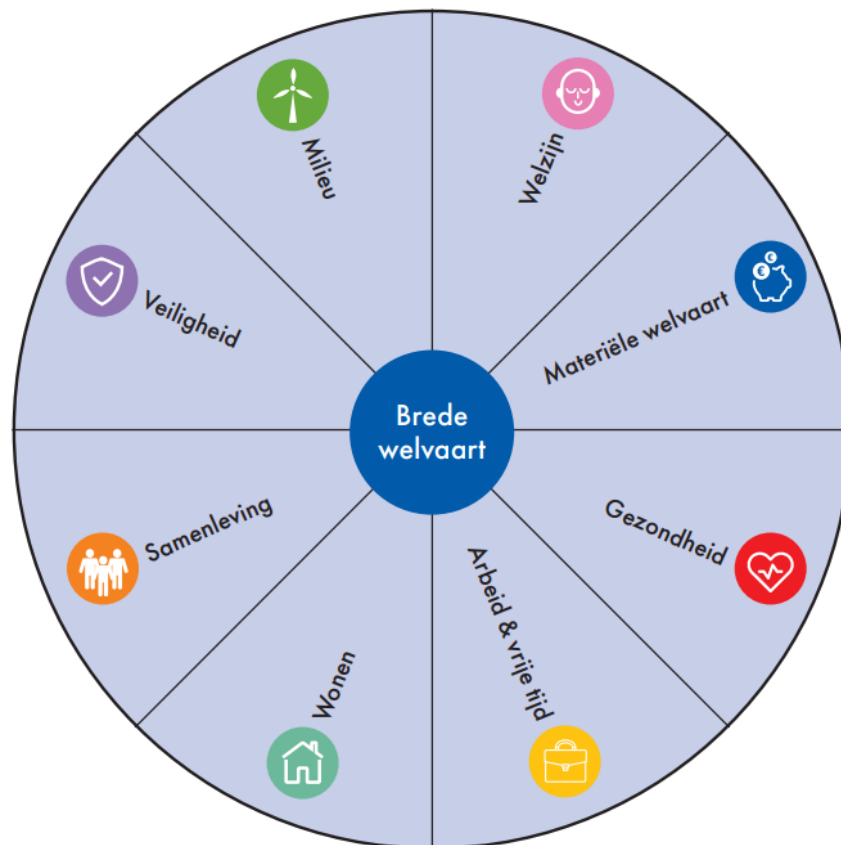 Milieu
Welzijn
Veiligheid
Materiële welvaart
Brede
welvaart
Samenleving
Gezondheid
Wonen
Arbeid & vrije tijd